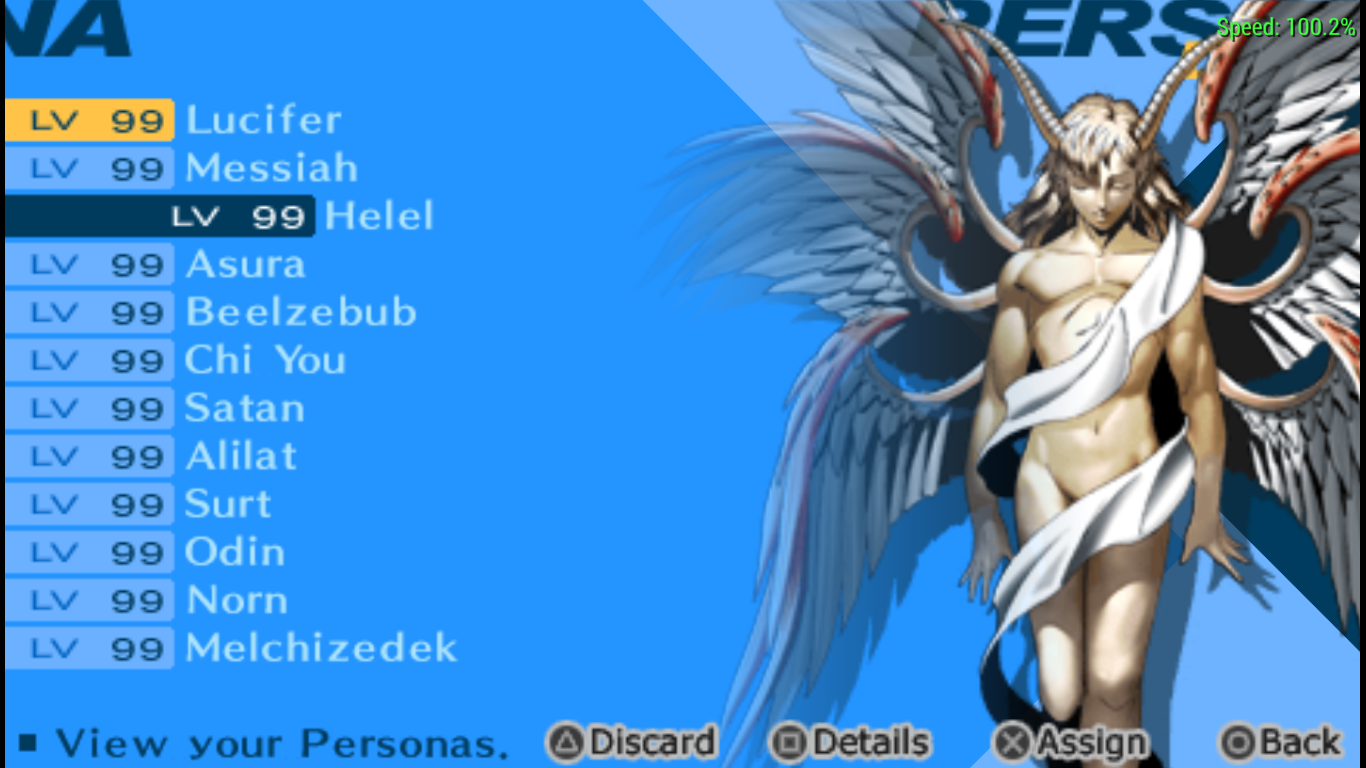 NA PERS
Speed: 100.2%
LV 99 Lucifer
LV 99 Messiah
LV 99 Helel
LV 99 Asura
LV 99 Beelzebub
LV 99 Chi You
LV 99 Satan
LV 99 Alilat
LV 99 Surt
LV 99 Odin
LV 99 Norn
LV 99 Melchizedek
View your Personas. Discard Details Assign Back